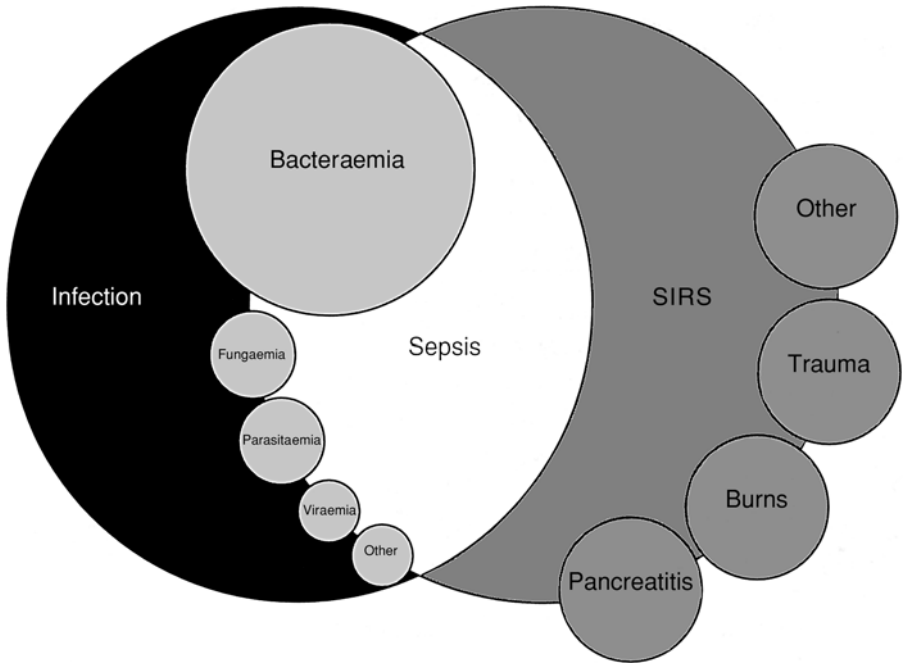 Bacteraemia
Other
Infection
SIRS
Sepsis
Fungaemia
Trauma
Parasitaemia
Burns
Viraemia
Other
Pancreatitis